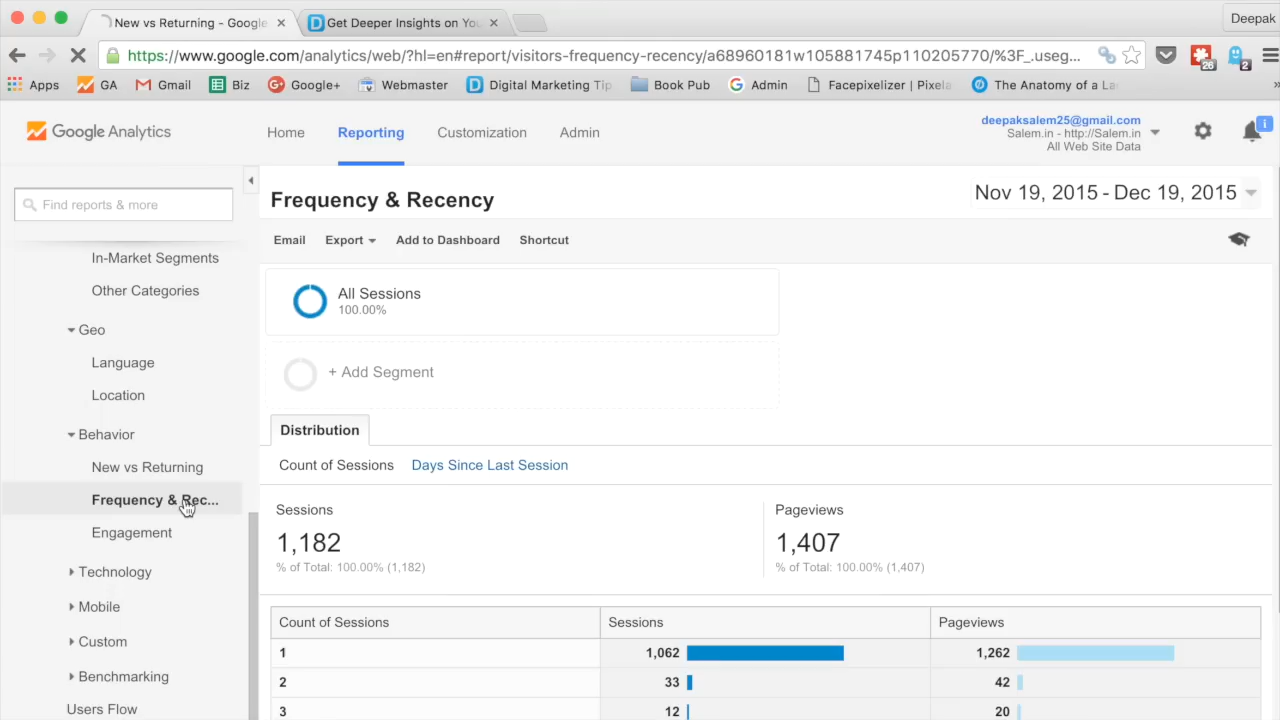 New vs Returning - Google
Get Deeper Insights on You
Deepak
https://www.google.com/analytics/web/?hl=en#report/visitors-frequency-recency/a68960181w105881745p110205770/%3F_.useg...
Apps
GA
Gmail
Biz
Google+
Webmaster
Digital Marketing Tip
Book Pub
Admin
Facepixelizer | Pixela
The Anatomy of a La
26
2
Google Analytics
Home
Reporting
Customization
Admin
deepaksalem25@gmail.com
Salem.in - http://Salem.in
All Web Site Data
Find reports & more
In-Market Segments
Other Categories
Geo
Language
Location
Behavior
New vs Returning
Frequency & Rec...
Engagement
Technology
Mobile
Custom
Benchmarking
Users Flow
Frequency & Recency
Nov 19, 2015 - Dec 19, 2015
Email
Export
Add to Dashboard
Shortcut
All Sessions
100.00%
+ Add Segment
Distribution
Count of Sessions
Days Since Last Session
Sessions
1,182
% of Total: 100.00% (1,182)
Pageviews
1,407
% of Total: 100.00% (1,407)
Count of Sessions Sessions Pageviews
1 1,062 1,262
2 33 42
3 12 20